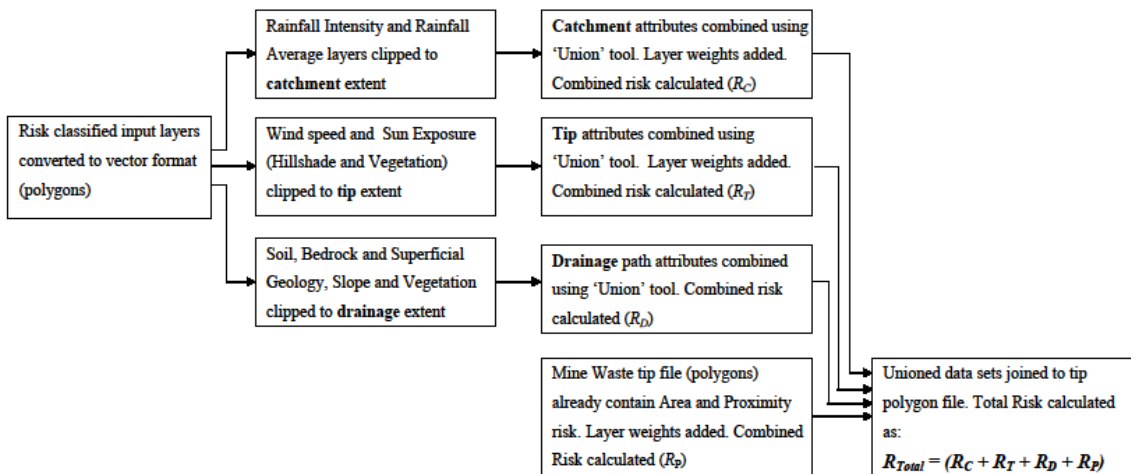 Risk classified input layers
converted to vector format
(polygons)
Rainfall Intensity and Rainfall
Average layers clipped to
catchment extent
Catchment attributes combined using
‘Union’ tool. Layer weights added.
Combined risk calculated (RC)
Wind speed and Sun Exposure
(Hillshade and Vegetation)
clipped to tip extent
Tip attributes combined using
‘Union’ tool. Layer weights added.
Combined risk calculated (RT)
Soil, Bedrock and Superficial
Geology, Slope and Vegetation
clipped to drainage extent
Drainage path attributes combined
using ‘Union’ tool. Combined risk
calculated (RD)
Mine Waste tip file (polygons)
already contain Area and Proximity
risk. Layer weights added. Combined
Risk calculated (RP)
Unioned data sets joined to tip
polygon file. Total Risk calculated
as:
RTotal = (RC + RT + RD + RP)